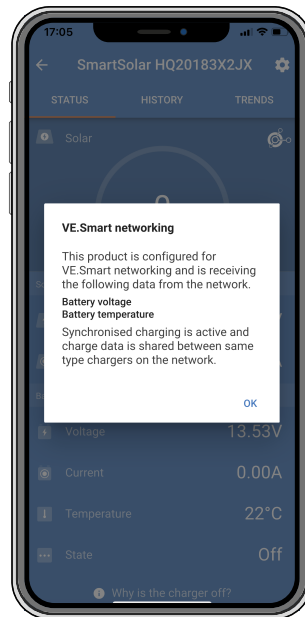 17:05
SmartSolar HQ20183X2JX
STATUS HISTORY TRENDS
Solar
VE.Smart networking
This product is configured for
VE.Smart networking and is receiving
the following data from the network.
Battery voltage
Battery temperature
Synchronised charging is active and
charge data is shared between same
type chargers on the network.
OK
Voltage 13.53V
Current 0.00A
Temperature 22°C
State Off
Why is the charger off?